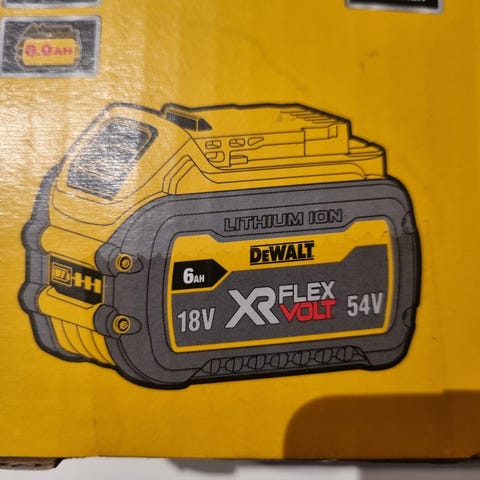 6.0AH
LITHIUM ION
DEWALT
6AH
18V XR FLEX VOLT 54V